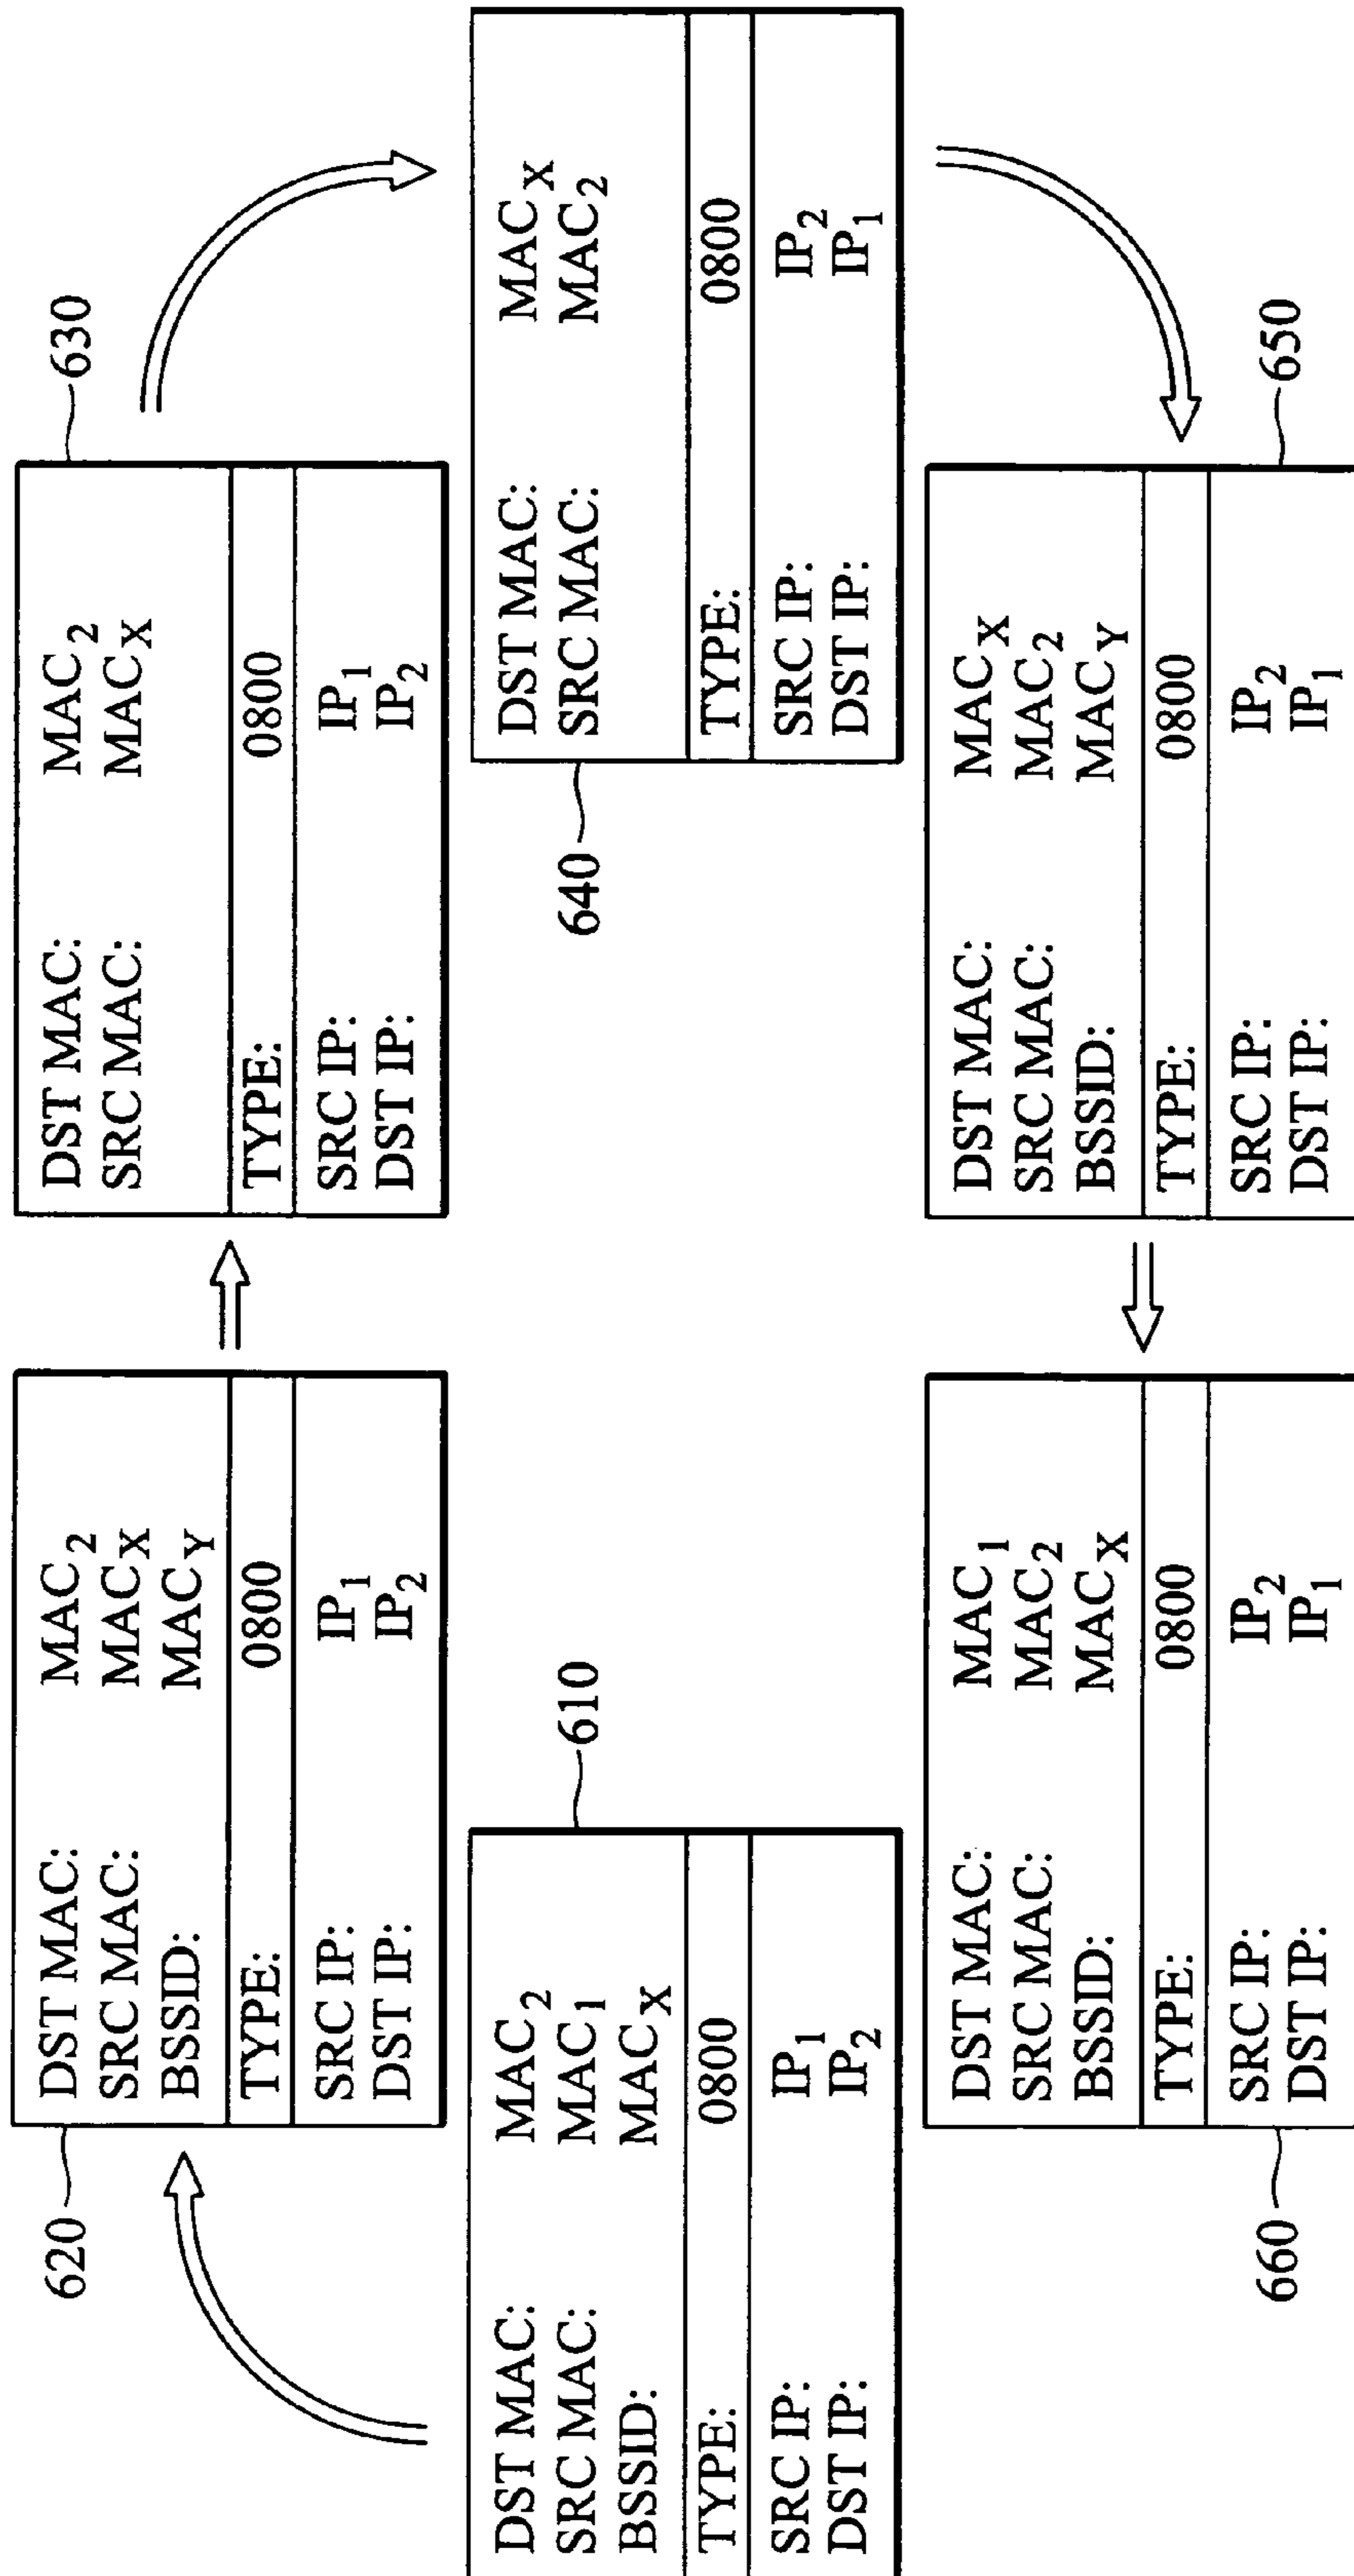 610
DST MAC: MAC2
SRC MAC: MAC1
BSSID: MACX
TYPE: 0800
SRC IP: IP1
DST IP: IP2
620
DST MAC: MAC2
SRC MAC: MACX
BSSID: MACY
TYPE: 0800
SRC IP: IP1
DST IP: IP2
630
DST MAC: MAC2
SRC MAC: MACX
TYPE: 0800
SRC IP: IP1
DST IP: IP2
640
DST MAC: MACX
SRC MAC: MAC2
TYPE: 0800
SRC IP: IP2
DST IP: IP1
650
DST MAC: MACX
SRC MAC: MAC2
BSSID: MACY
TYPE: 0800
SRC IP: IP2
DST IP: IP1
660
DST MAC: MAC1
SRC MAC: MAC2
BSSID: MACX
TYPE: 0800
SRC IP: IP2
DST IP: IP1